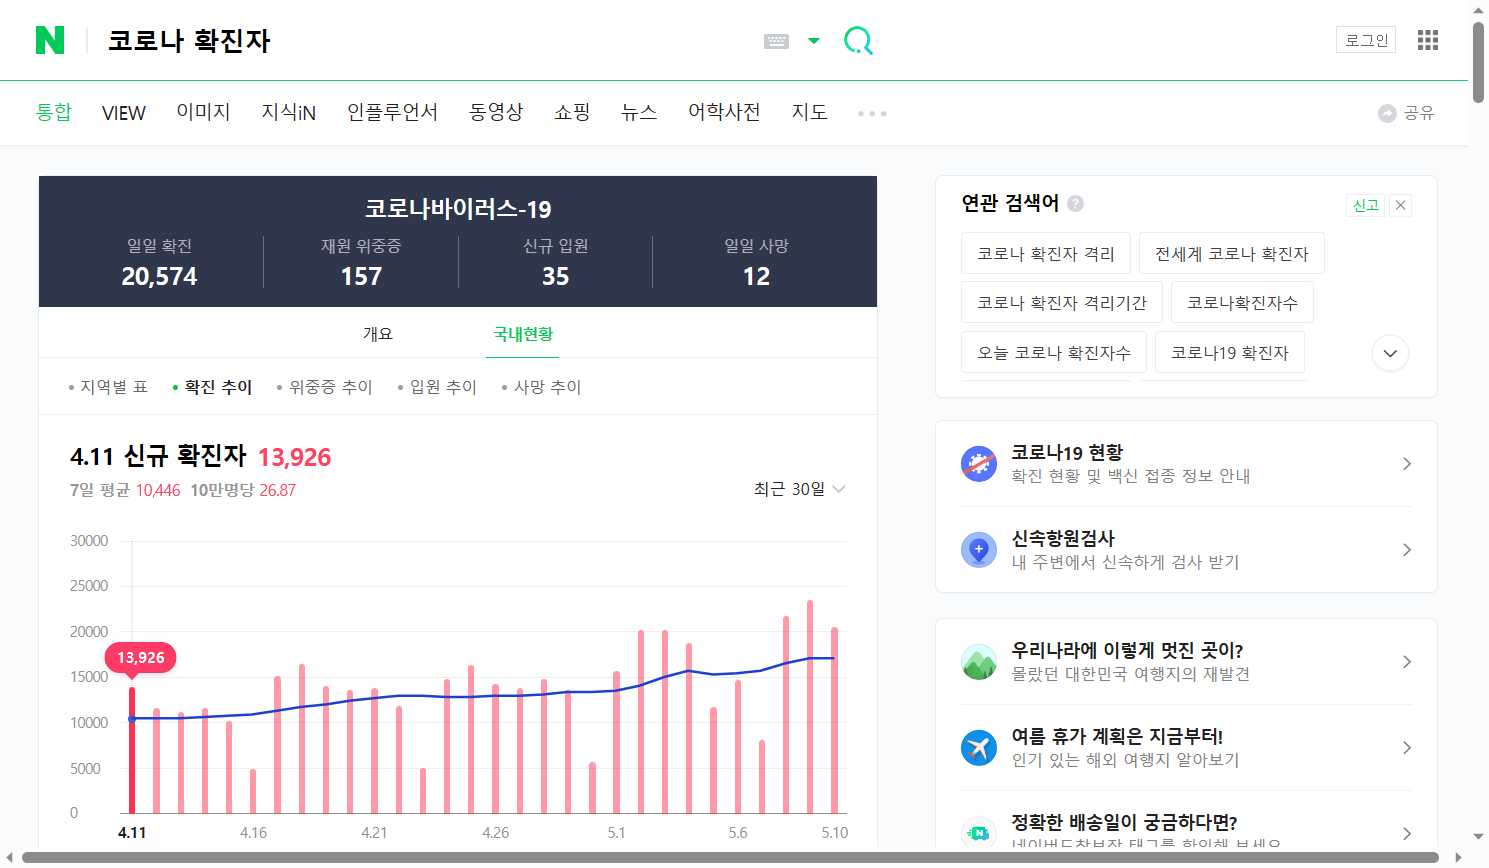 N 코로나 확진자
로그인
통합 VIEW 이미지 지식iN 인플루언서 동영상 쇼핑 뉴스 어학사전 지도
공유
코로나바이러스-19
일일 확진 재원 위중증 신규 입원 일일 사망
20,574 157 35 12
개요 국내현황
지역별 표 확진 추이 위중증 추이 입원 추이 사망 추이
4.11 신규 확진자 13,926
7일 평균 10,446 10만명당 26.87
최근 30일
30000
25000
20000
13,926
15000
10000
5000
0
4.11 4.16 4.21 4.26 5.1 5.6 5.10
연관 검색어 ?
신고
코로나 확진자 격리 전세계 코로나 확진자
코로나 확진자 격리기간 코로나확진자수
오늘 코로나 확진자수 코로나19 확진자
코로나19 현황
확진 현황 및 백신 접종 정보 안내
신속항원검사
내 주변에서 신속하게 검사 받기
우리나라에 이렇게 멋진 곳이?
몰랐던 대한민국 여행지의 재발견
여름 휴가 계획은 지금부터!
인기 있는 해외 여행지 알아보기
N
정확한 배송일이 궁금하다면?
네이버도착보장 태그를 확인해 보세요